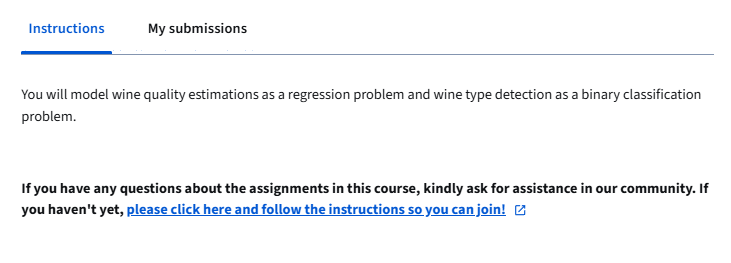 Instructions My submissions
You will model wine quality estimations as a regression problem and wine type detection as a binary classification
problem.
If you have any questions about the assignments in this course, kindly ask for assistance in our community. If
you haven't yet, please click here and follow the instructions so you can join!